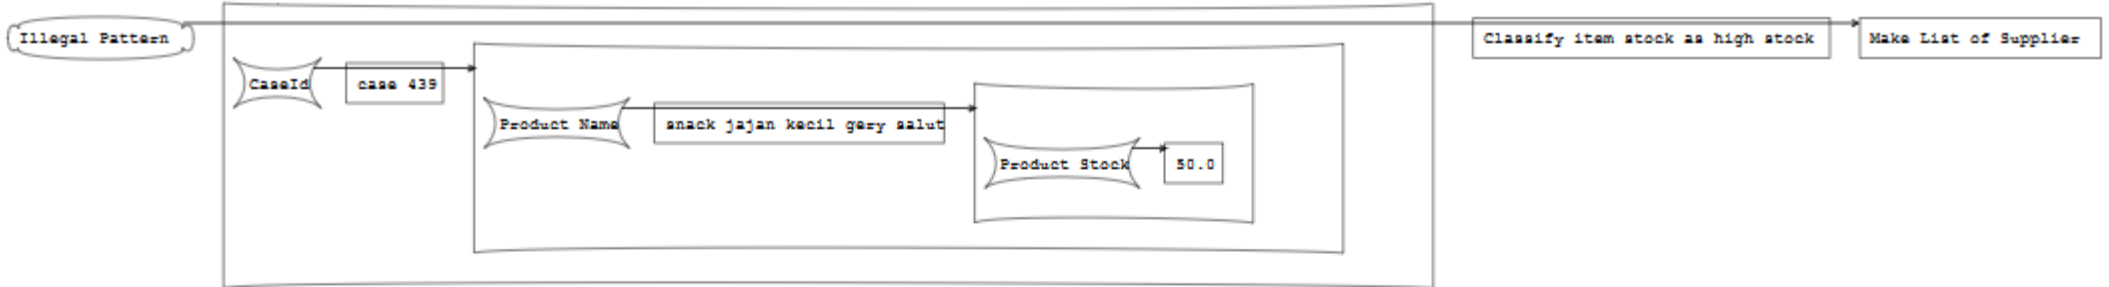 Illegal Pattern
CaseId
case 439
Product Name
snack jajan kecil gery salut
Product Stock
50.0
Classify item stock as high stock
Make List of Supplier